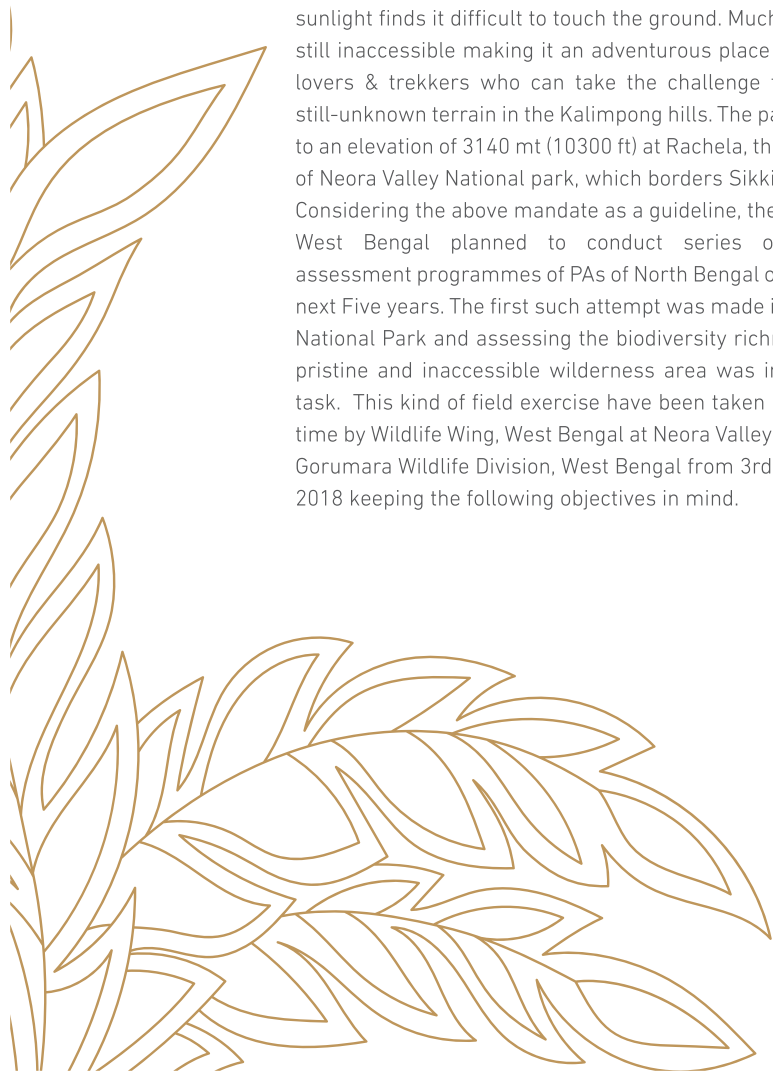 sunlight finds it difficult to touch the ground. Much
still inaccessible making it an adventurous place
lovers & trekkers who can take the challenge
still-unknown terrain in the Kalimpong hills. The
to an elevation of 3140 mt (10300 ft) at Rachela,
of Neora Valley National park, which borders
Considering the above mandate as a guideline, the
West Bengal planned to conduct series
assessment programmes of PAs of North Bengal
next Five years. The first such attempt was made
National Park and assessing the biodiversity
pristine and inaccessible wilderness area was
task. This kind of field exercise have been taken
time by Wildlife Wing, West Bengal at Neora Valley
Gorumara Wildlife Division, West Bengal from 3rd
2018 keeping the following objectives in mind.